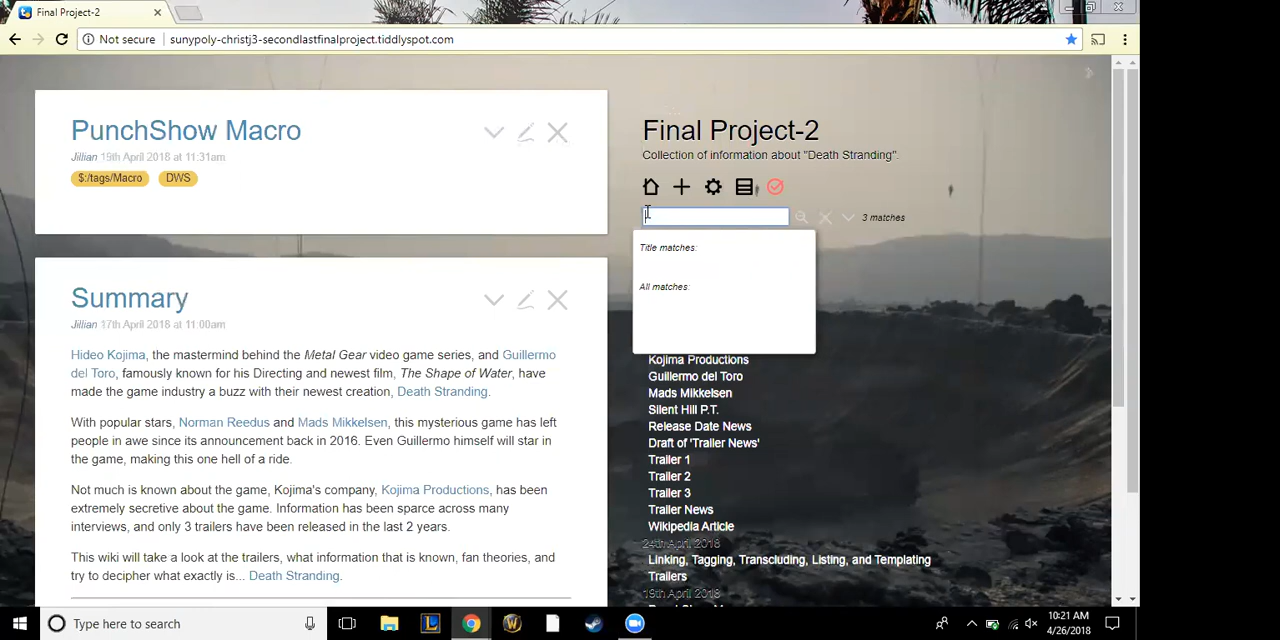 Final Project-2
Not secure
sunypoly-christj3-secondlastfinalproject.tiddlyspot.com
PunchShow Macro
Jillian 19th April 2018 at 11:31am
$:/tags/Macro DWS
Summary
Jillian 17th April 2018 at 11:00am
Hideo Kojima, the mastermind behind the Metal Gear video game series, and Guillermo
del Toro, famously known for his Directing and newest film, The Shape of Water, have
made the game industry a buzz with their newest creation, Death Stranding.
With popular stars, Norman Reedus and Mads Mikkelsen, this mysterious game has left
people in awe since its announcement back in 2016. Even Guillermo himself will star in
the game, making this one hell of a ride.
Not much is known about the game, Kojima's company, Kojima Productions, has been
extremely secretive about the game. Information has been sparce across many
interviews, and only 3 trailers have been released in the last 2 years.
This wiki will take a look at the trailers, what information that is known, fan theories, and
try to decipher what exactly is... Death Stranding.
Final Project-2
Collection of information about "Death Stranding".
3 matches
Title matches:
All matches:
Kojima Productions
Guillermo del Toro
Mads Mikkelsen
Silent Hill P.T.
Release Date News
Draft of 'Trailer News'
Trailer 1
Trailer 2
Trailer 3
Trailer News
Wikipedia Article
24th April 2018
Linking, Tagging, Transcluding, Listing, and Templating
Trailers
19th April 2018
Type here to search
10:21 AM
4/26/2018